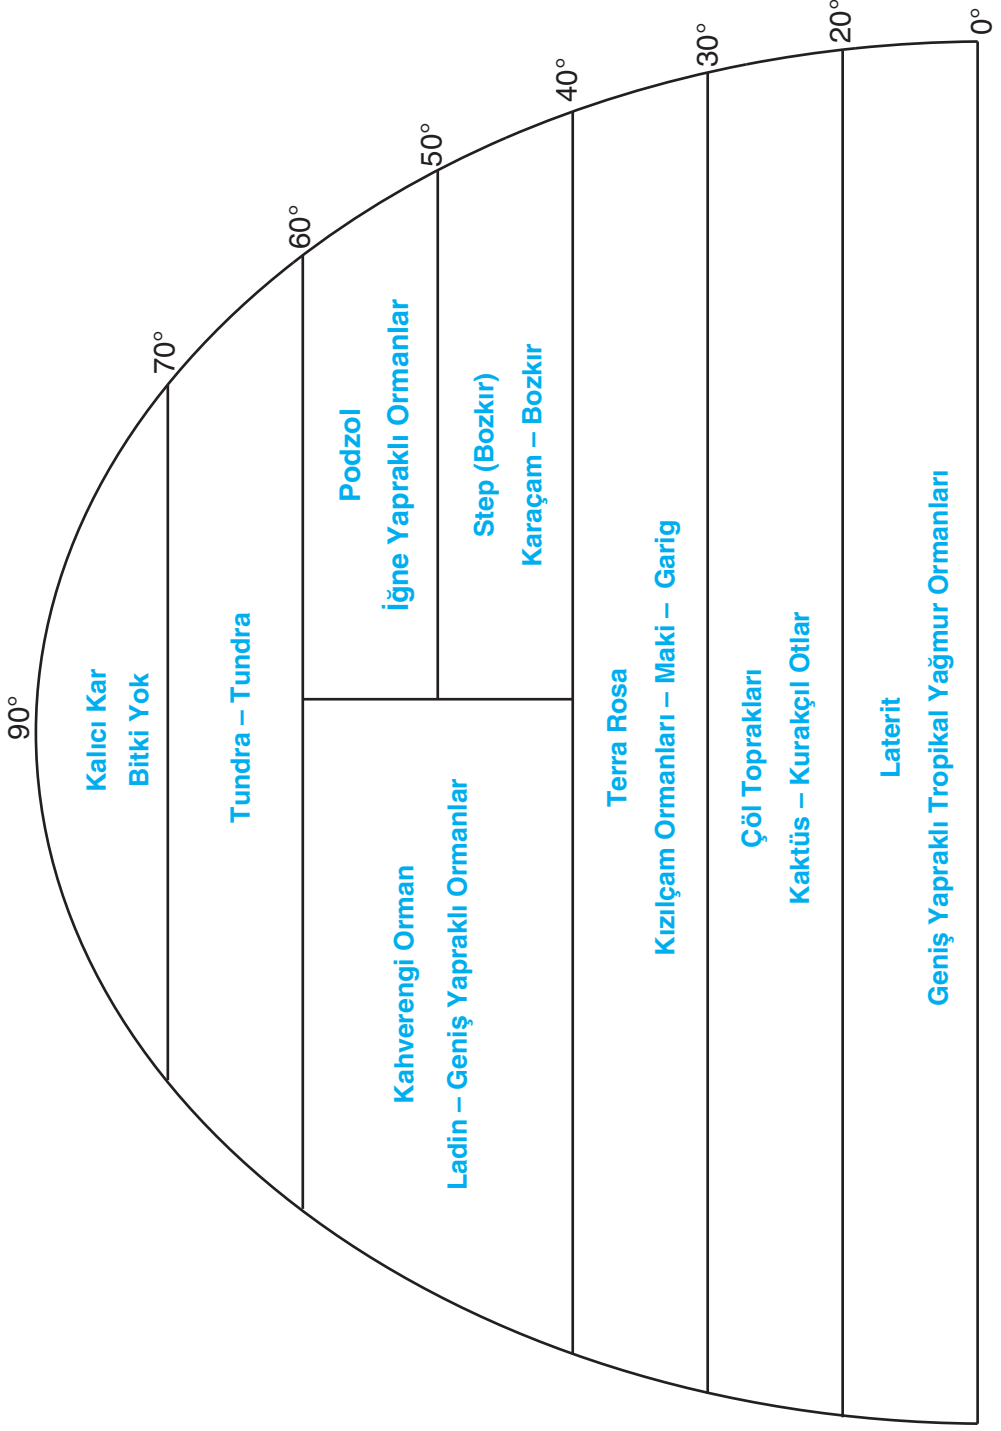 90°
Kalıcı Kar
Bitki Yok
70°
Tundra – Tundra
60°
Kahverengi Orman
Ladin – Geniş Yapraklı Ormanlar
Podzol
İğne Yapraklı Ormanlar
50°
Step (Bozkır)
Karaçam – Bozkır
40°
Terra Rosa
Kızılçam Ormanları – Maki – Garig
30°
Çöl Toprakları
Kaktüs – Kurakçıl Otlar
20°
Laterit
Geniş Yapraklı Tropikal Yağmur Ormanları
0°